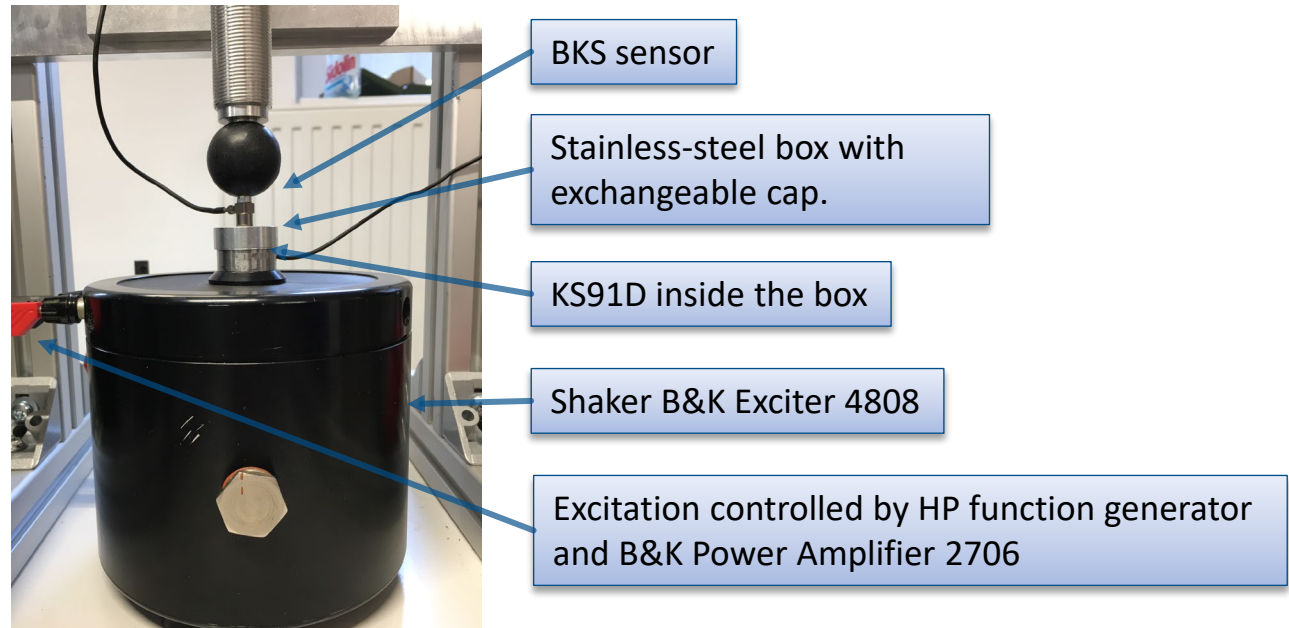 BKS sensor
Stainless-steel box with
exchangeable cap.
KS91D inside the box
Shaker B&K Exciter 4808
Excitation controlled by HP function generator
and B&K Power Amplifier 2706
Sidolin